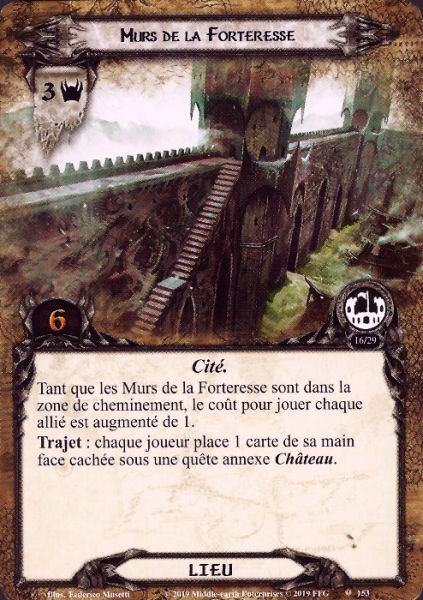 Murs de la Forteresse
3
6
16/29
Cité.
Tant que les Murs de la Forteresse sont dans la
zone de cheminement, le coût pour jouer chaque
allié est augmenté de 1.
Trajet : chaque joueur place 1 carte de sa main
face cachée sous une quête annexe Château.
LIEU
Illus. Federico Musetti © 2019 Middle-earth Enterprises © 2019 FFG 153